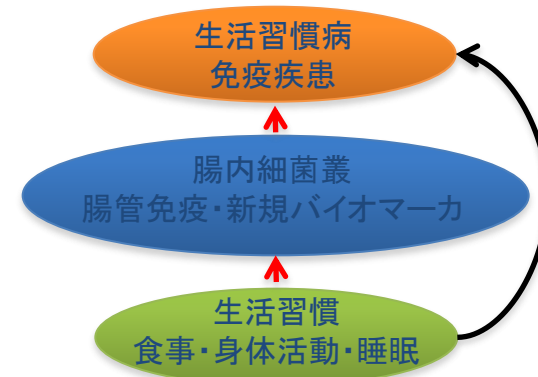 生活習慣病
免疫疾患
腸内細菌叢
腸管免疫・新規バイオマーカ
生活習慣
食事・身体活動・睡眠